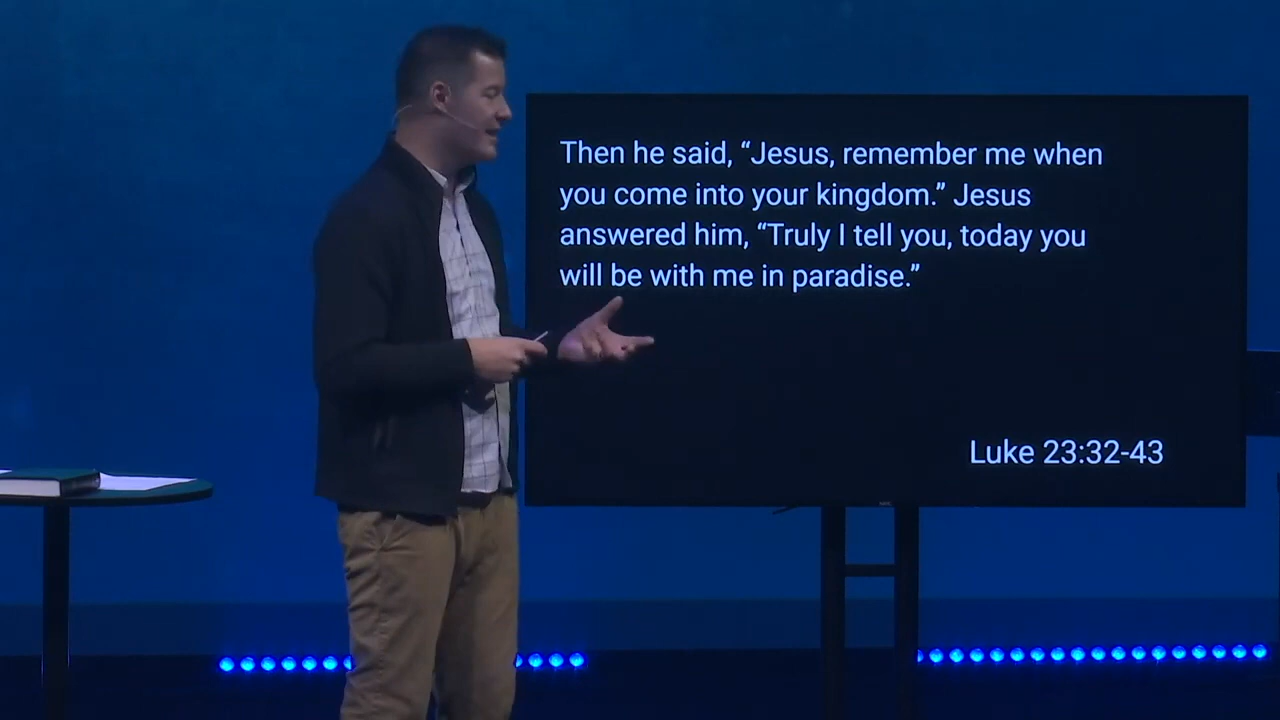 Then he said, “Jesus, remember me when
you come into your kingdom.” Jesus
answered him, “Truly I tell you, today you
will be with me in paradise.”
Luke 23:32-43